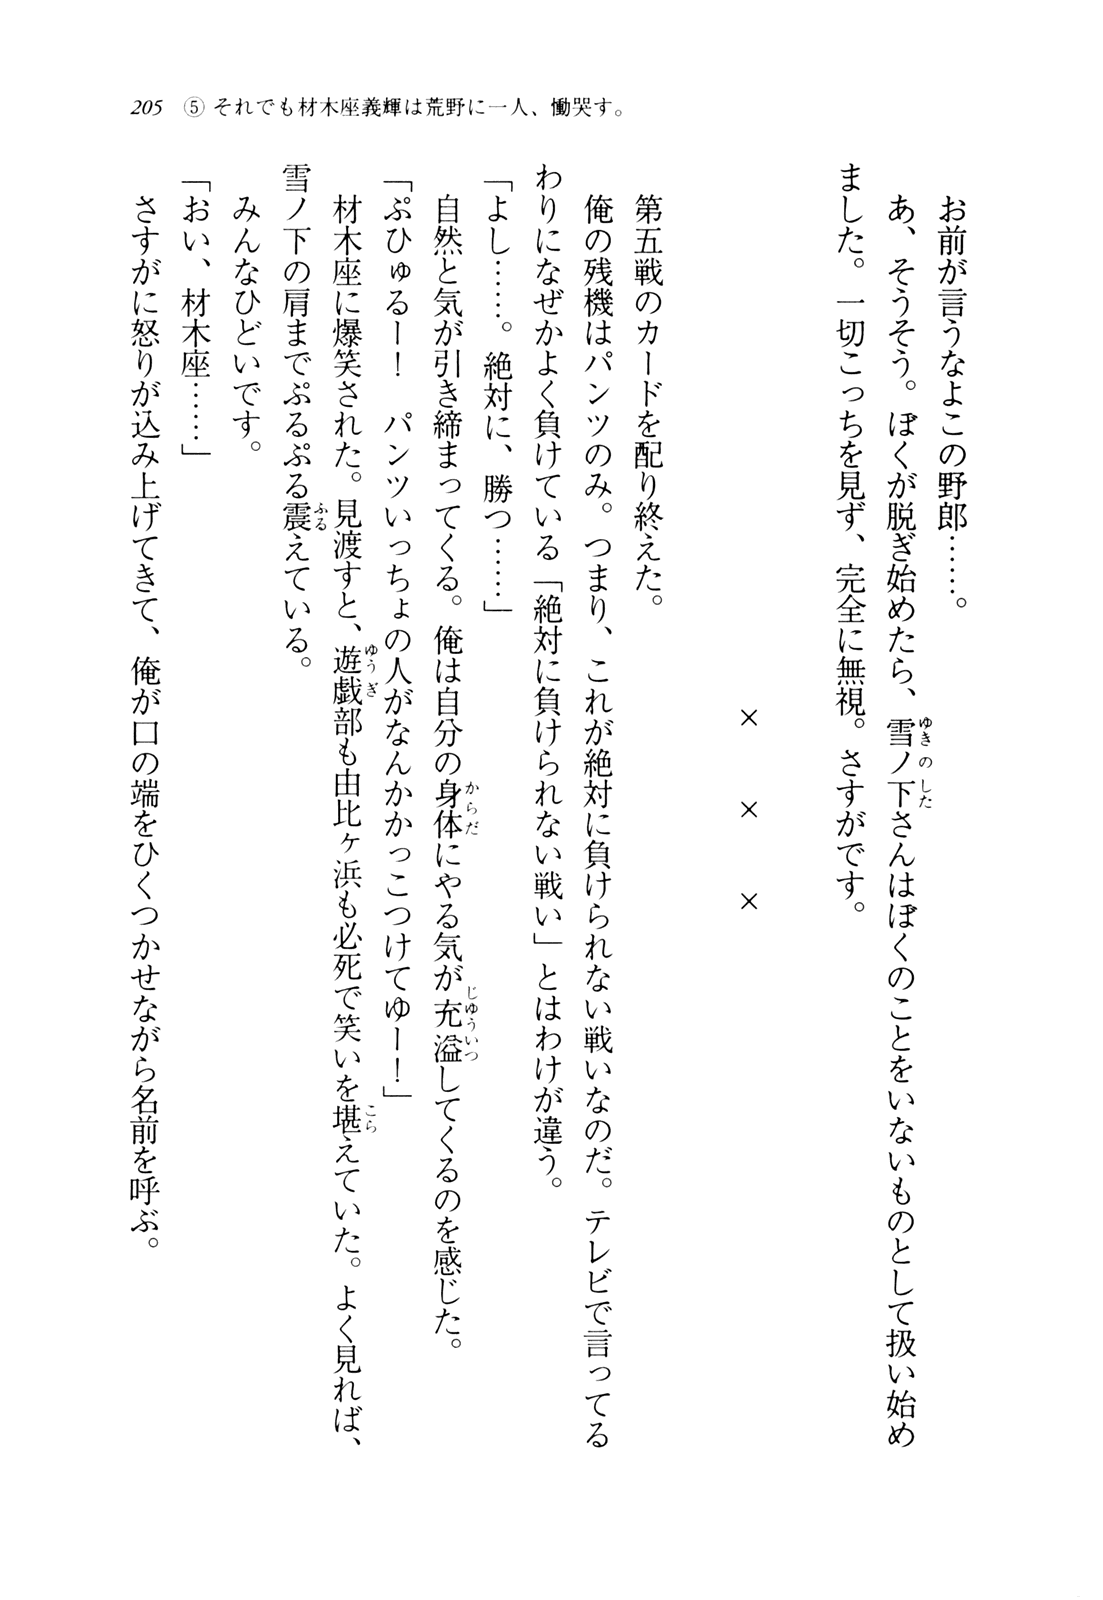 205 ⑤ それでも材木座義輝は荒野に一人、慟哭す。
お前が言うなよこの野郎……。
あ、そうそう。ぼくが脱ぎ始めたら、雪ノ下さんはぼくのことをいないものとして扱い始め
ました。一切こっちを見ず、完全に無視。さすがです。
× × ×
第五戦のカードを配り終えた。
俺の残機はパンツのみ。つまり、これが絶対に負けられない戦いなのだ。テレビで言ってる
わりになぜかよく負けている「絶対に負けられない戦い」とはわけが違う。
「よし……。絶対に、勝つ……」
自然と気が引き締まってくる。俺は自分の身体にやる気が充溢してくるのを感じた。
「ぷひゅるー！　パンツいっちょの人がなんかかっこつけてゆー！」
材木座に爆笑された。見渡すと、遊戯部も由比ヶ浜も必死で笑いを堪えていた。よく見れば、
雪ノ下の肩までぷるぷる震えている。
みんなひどいです。
「おい、材木座……」
さすがに怒りが込み上げてきて、俺が口の端をひくつかせながら名前を呼ぶ。